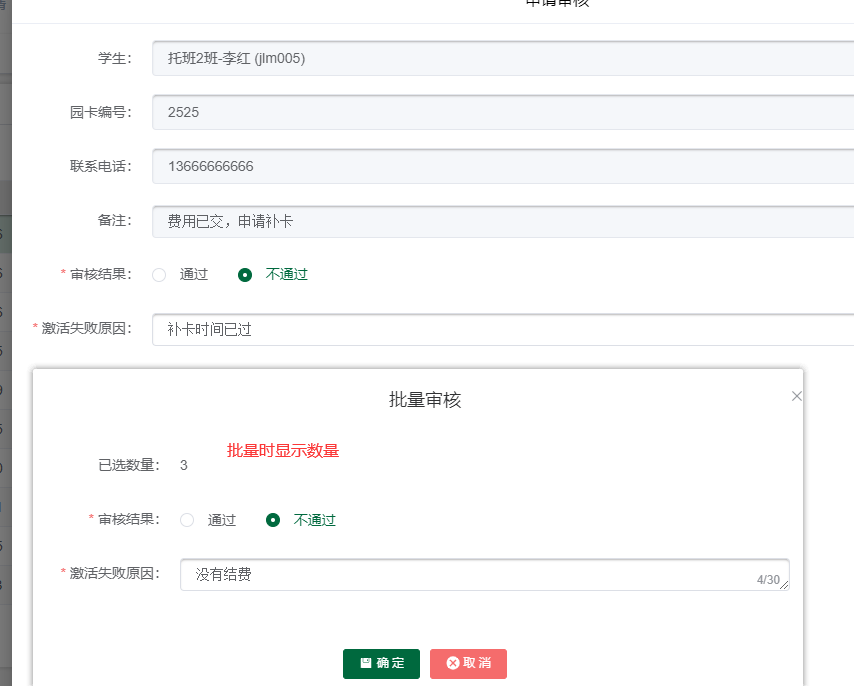 申请审核
学生： 托班2班-李红 (jlm005)
园卡编号： 2525
联系电话： 13666666666
备注： 费用已交，申请补卡
* 审核结果： 通过 不通过
* 激活失败原因： 补卡时间已过
批量审核
批量时显示数量
已选数量： 3
* 审核结果： 通过 不通过
* 激活失败原因： 没有结费 4/30
确定 取消